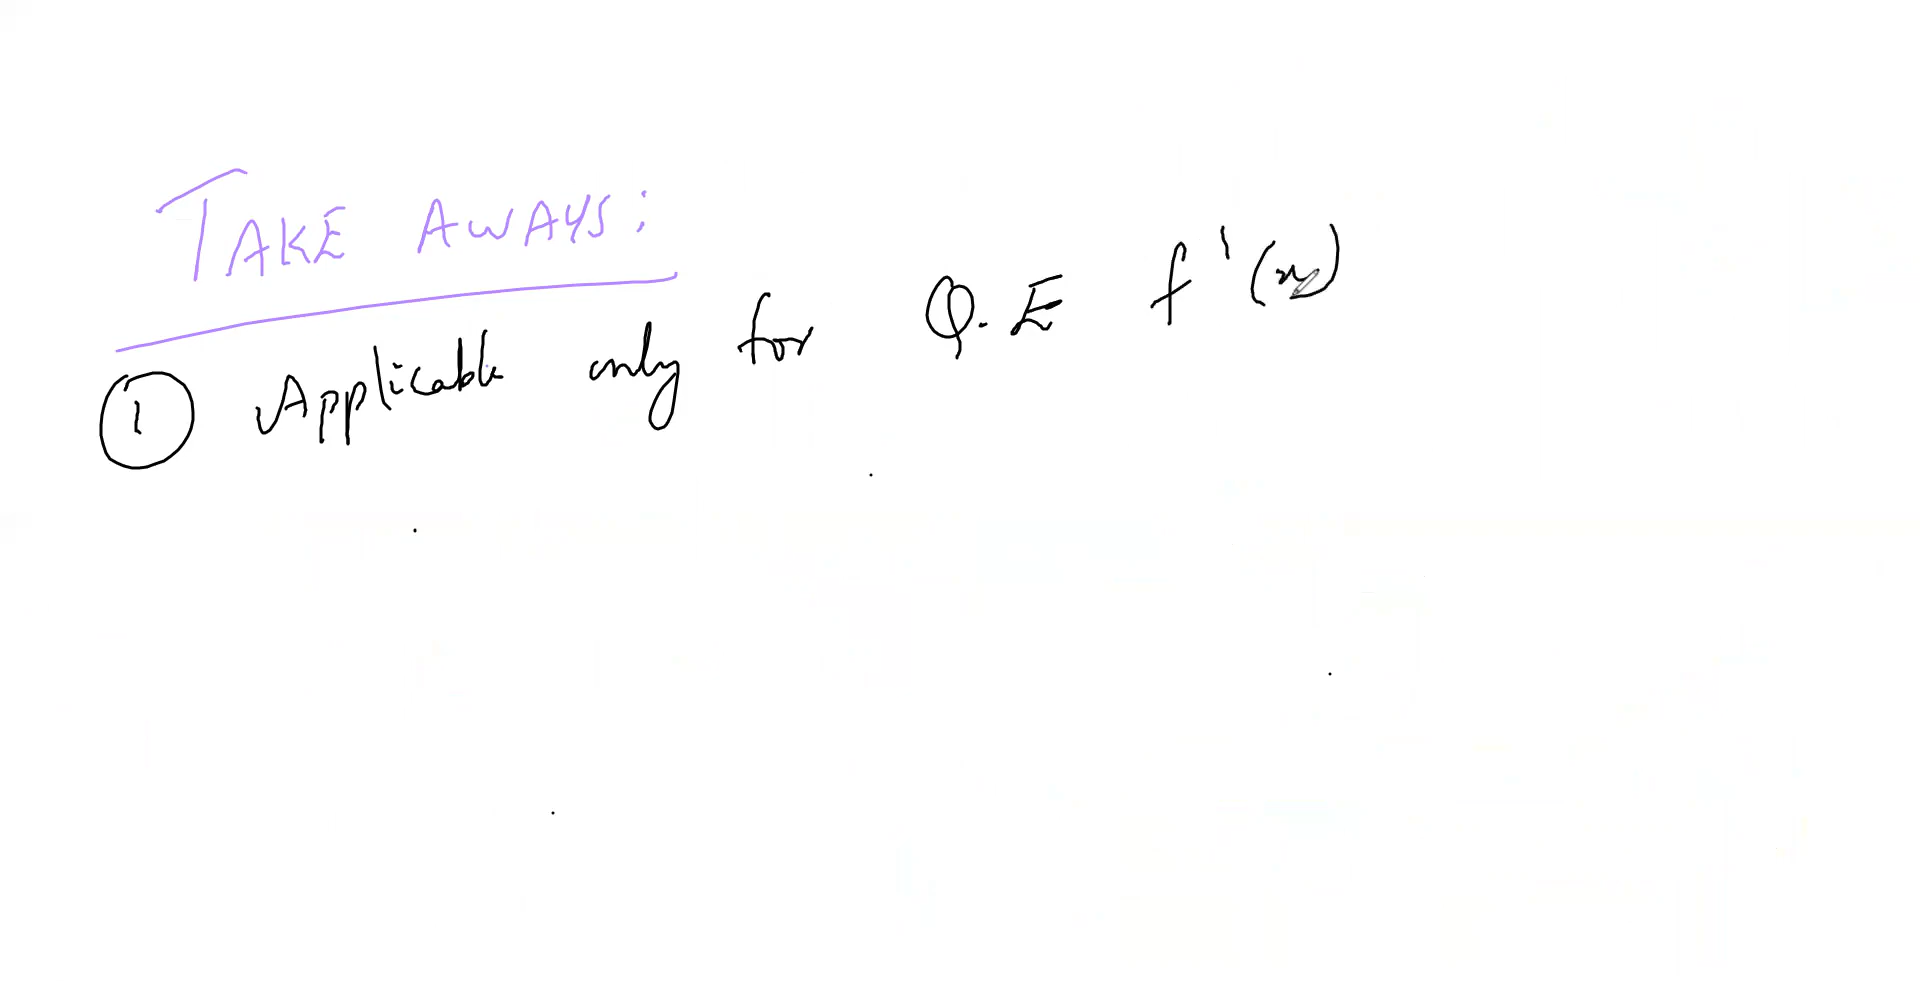 TAKE AWAYS:
① Applicable only for Q.E f'(x)